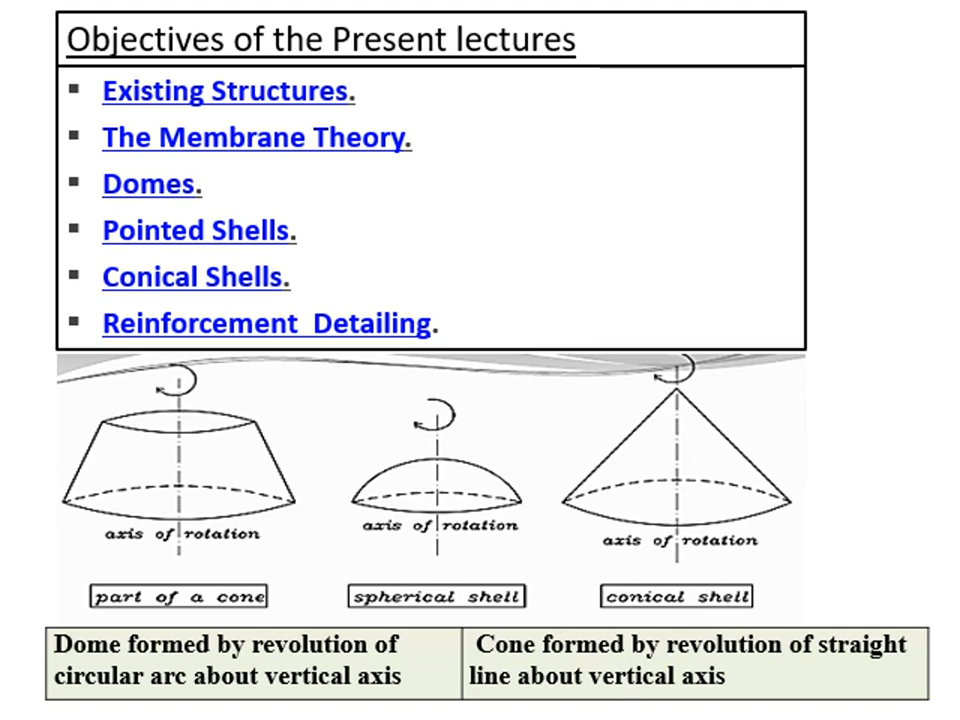 Objectives of the Present lectures
▪ Existing Structures.
▪ The Membrane Theory.
▪ Domes.
▪ Pointed Shells.
▪ Conical Shells.
▪ Reinforcement Detailing.
axis of rotation
axis of rotation
axis of rotation
part of a cone
spherical shell
conical shell
Dome formed by revolution of
circular arc about vertical axis
Cone formed by revolution of straight
line about vertical axis